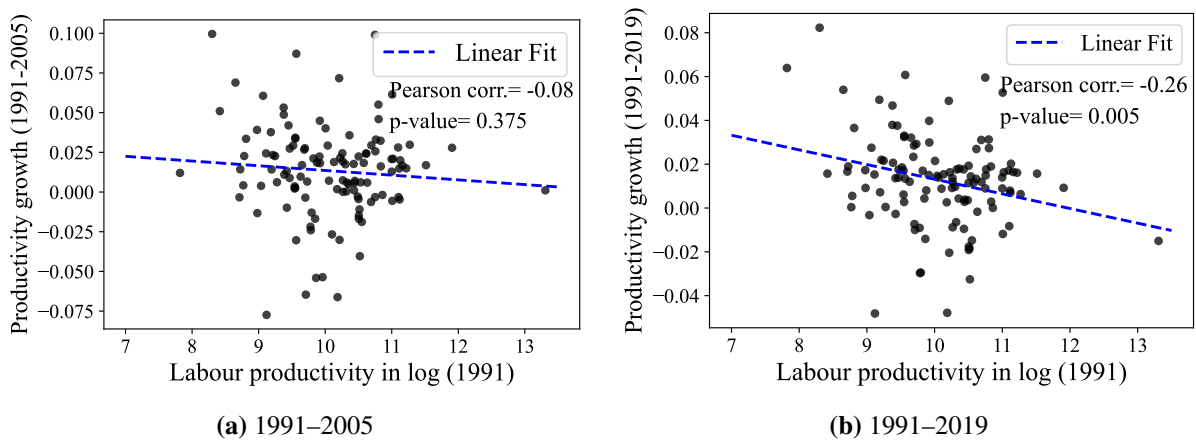 Productivity growth (1991-2005)
0.100
0.075
0.050
0.025
0.000
−0.025
−0.050
−0.075
7 8 9 10 11 12 13
Labour productivity in log (1991)
Linear Fit
Pearson corr.= -0.08
p-value= 0.375
(a) 1991–2005
Productivity growth (1991-2019)
0.08
0.06
0.04
0.02
0.00
−0.02
−0.04
7 8 9 10 11 12 13
Labour productivity in log (1991)
Linear Fit
Pearson corr.= -0.26
p-value= 0.005
(b) 1991–2019